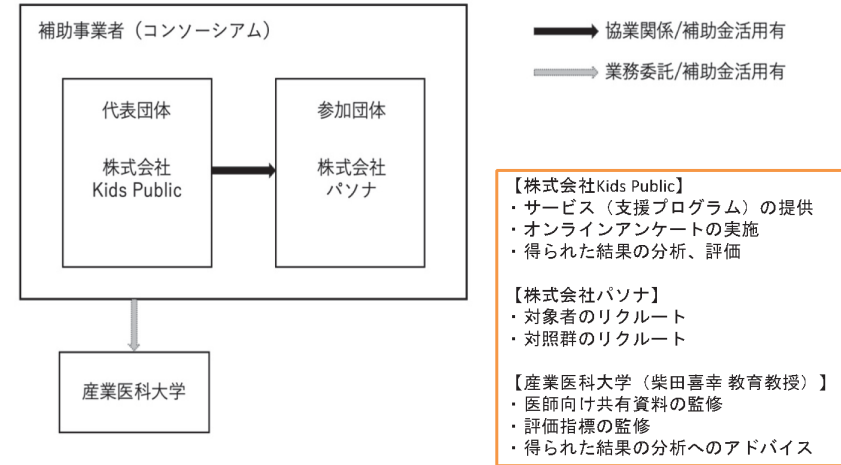 補助事業者（コンソーシアム）
代表団体
株式会社
Kids Public
参加団体
株式会社
パソナ
産業医科大学
協業関係/補助金活用有
業務委託/補助金活用有
【株式会社Kids Public】
・サービス（支援プログラム）の提供
・オンラインアンケートの実施
・得られた結果の分析、評価
【株式会社パソナ】
・対象者のリクルート
・対照群のリクルート
【産業医科大学（柴田喜幸 教育教授）】
・医師向け共有資料の監修
・評価指標の監修
・得られた結果の分析へのアドバイス